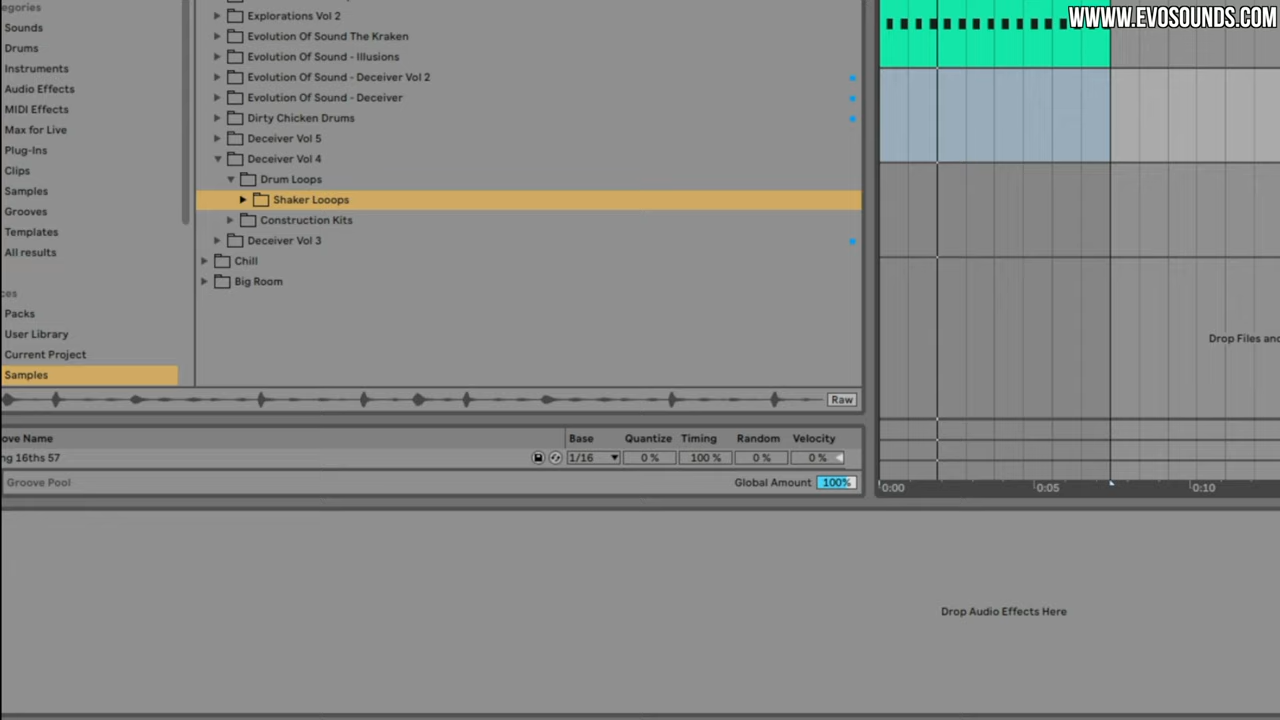 WWW.EVOSOUNDS.COM
egories
Sounds
Drums
Instruments
Audio Effects
MIDI Effects
Max for Live
Plug-Ins
Clips
Samples
Grooves
Templates
All results
ces
Packs
User Library
Current Project
Samples
Explorations Vol 2
Evolution Of Sound The Kraken
Evolution Of Sound - Illusions
Evolution Of Sound - Deceiver Vol 2
Evolution Of Sound - Deceiver
Dirty Chicken Drums
Deceiver Vol 5
Deceiver Vol 4
Drum Loops
Shaker Looops
Construction Kits
Deceiver Vol 3
Chill
Big Room
Raw
ove Name Base Quantize Timing Random Velocity
ng 16ths 57 1/16 0 % 100 % 0 % 0 %
Groove Pool Global Amount 100%
Drop Files and
0:00 0:05 0:10
Drop Audio Effects Here